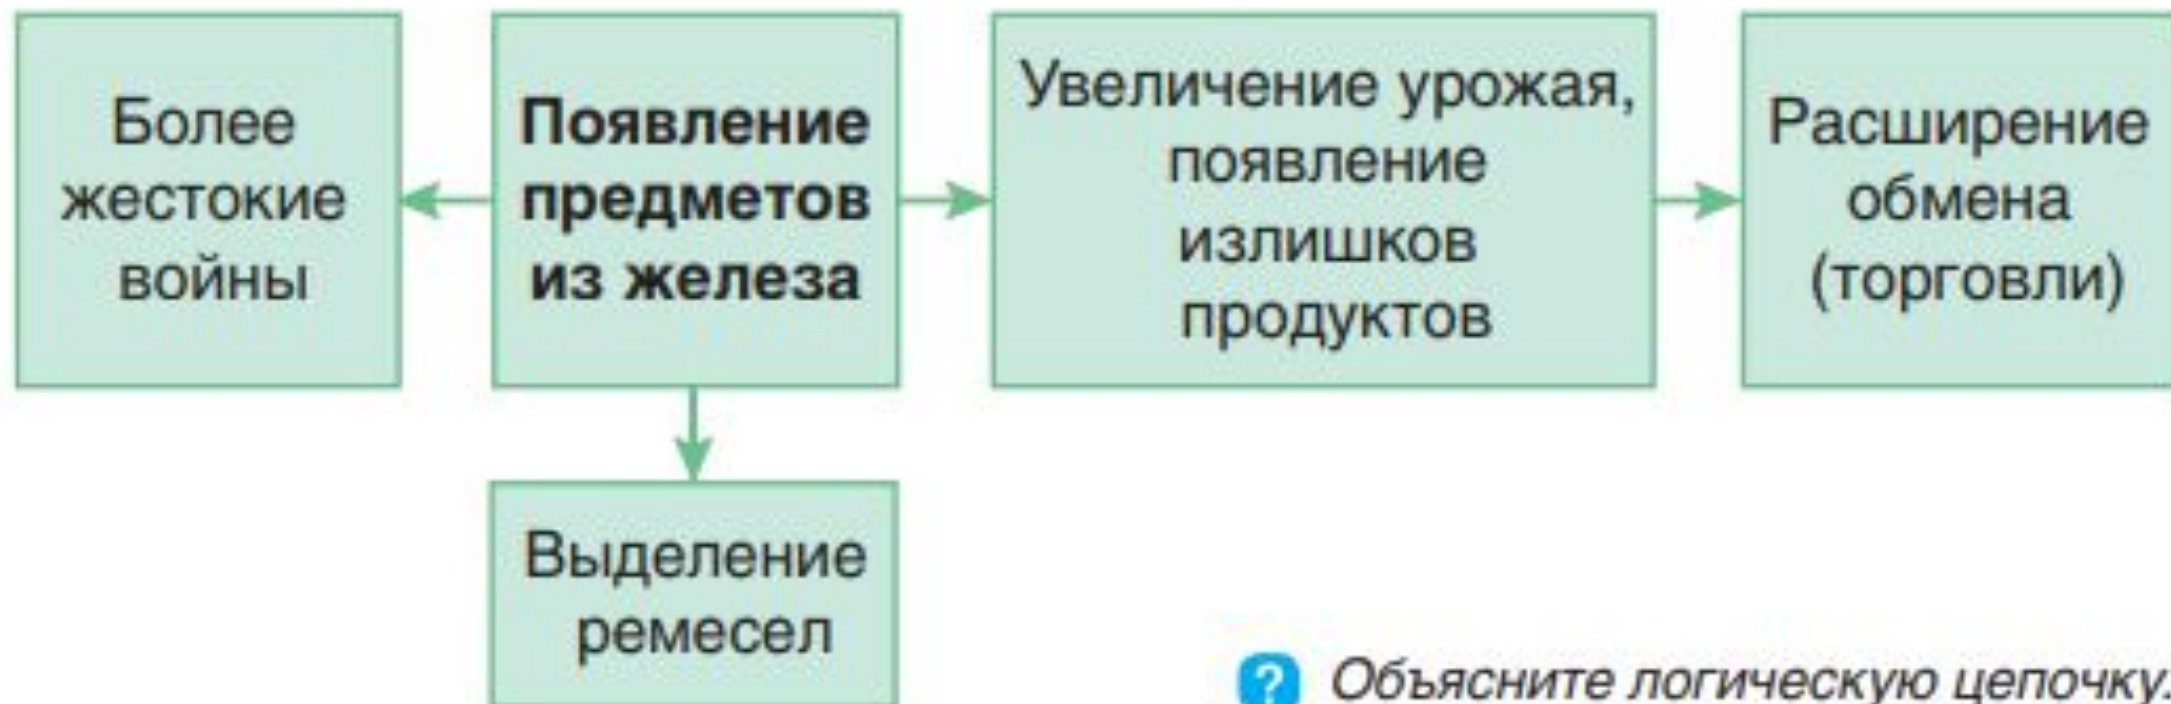 Более
жестокие
войны
Появление
предметов
из железа
Увеличение урожая,
появление
излишков
продуктов
Расширение
обмена
(торговли)
Выделение
ремесел
? Объясните логическую цепочку.